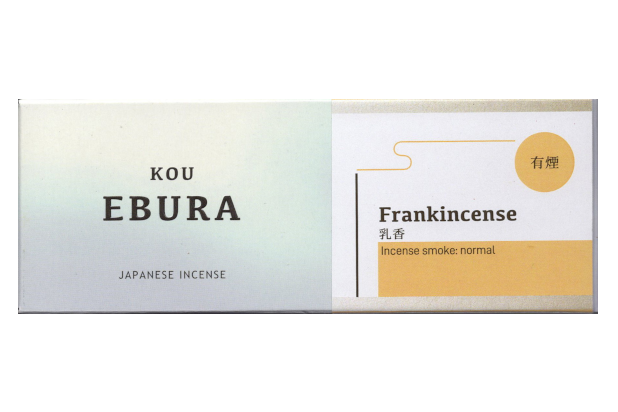 KOU
EBURA
JAPANESE INCENSE
有煙
Frankincense
乳香
Incense smoke: normal